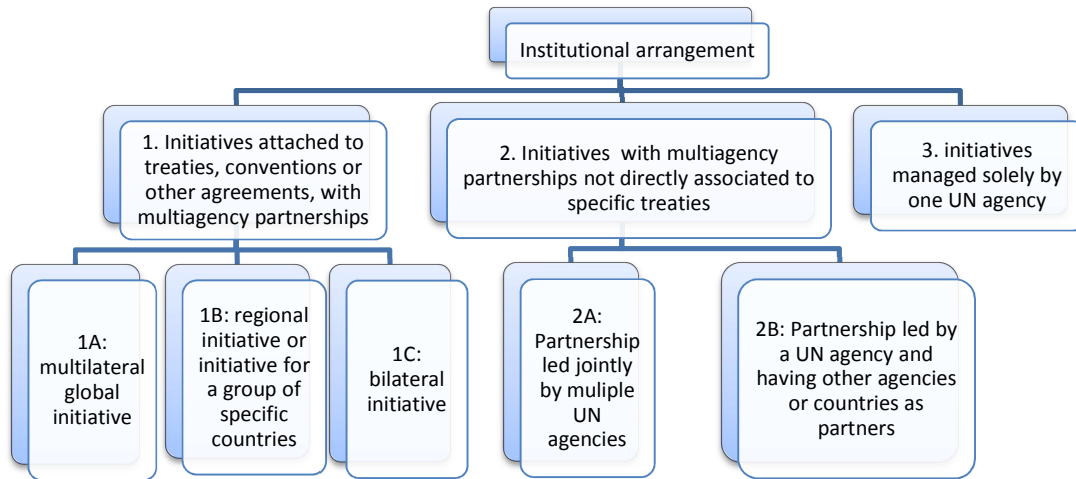 Institutional arrangement
1. Initiatives attached to
treaties, conventions or
other agreements, with
multiagency partnerships
2. Initiatives  with multiagency
partnerships not directly associated to
specific treaties
3. initiatives
managed solely by
one UN agency
1A:
multilateral
global
initiative
1B: regional
initiative or
initiative for
a group of
specific
countries
1C:
bilateral
initiative
2A:
Partnership
led jointly
by muliple
UN
agencies
2B: Partnership led by
a UN agency and
having other agencies
or countries as
partners